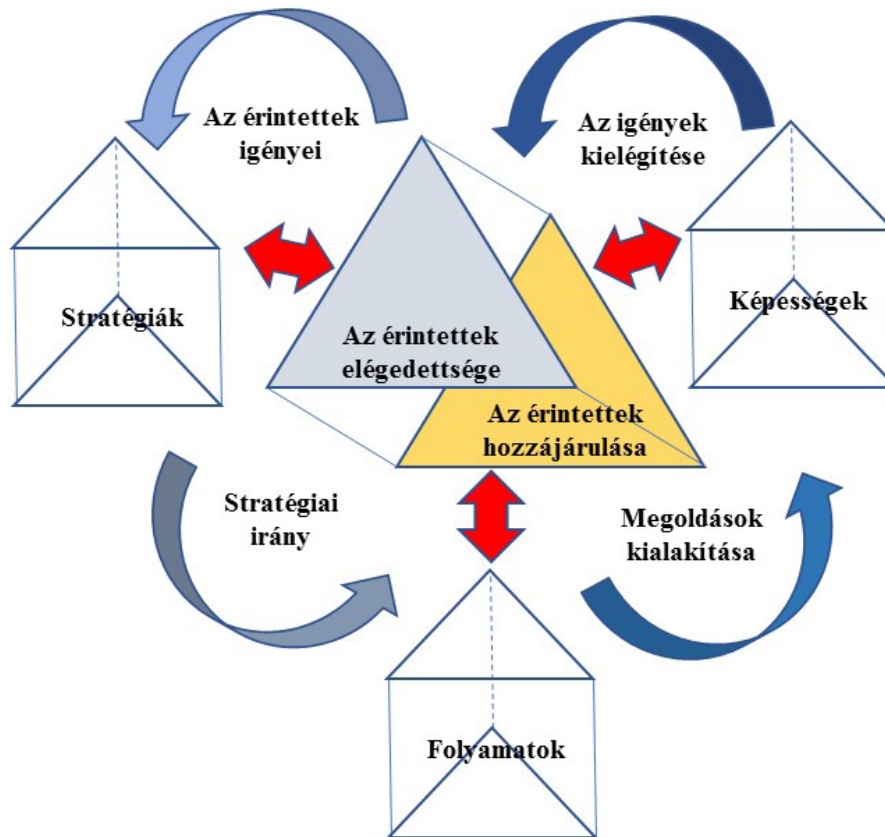 Az érintettek
igényei
Az igények
kielégítése
Stratégiák
Az érintettek
elégedettsége
Képességek
Az érintettek
hozzájárulása
Stratégiai
irány
Megoldások
kialakítása
Folyamatok